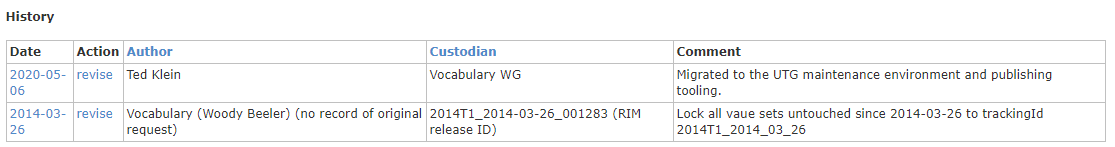 History
Date Action Author Custodian Comment
2020-05-06 revise Ted Klein Vocabulary WG Migrated to the UTG maintenance environment and publishing tooling.
2014-03-26 revise Vocabulary (Woody Beeler) (no record of original request) 2014T1_2014-03-26_001283 (RIM release ID) Lock all vaue sets untouched since 2014-03-26 to trackingId 2014T1_2014_03_26